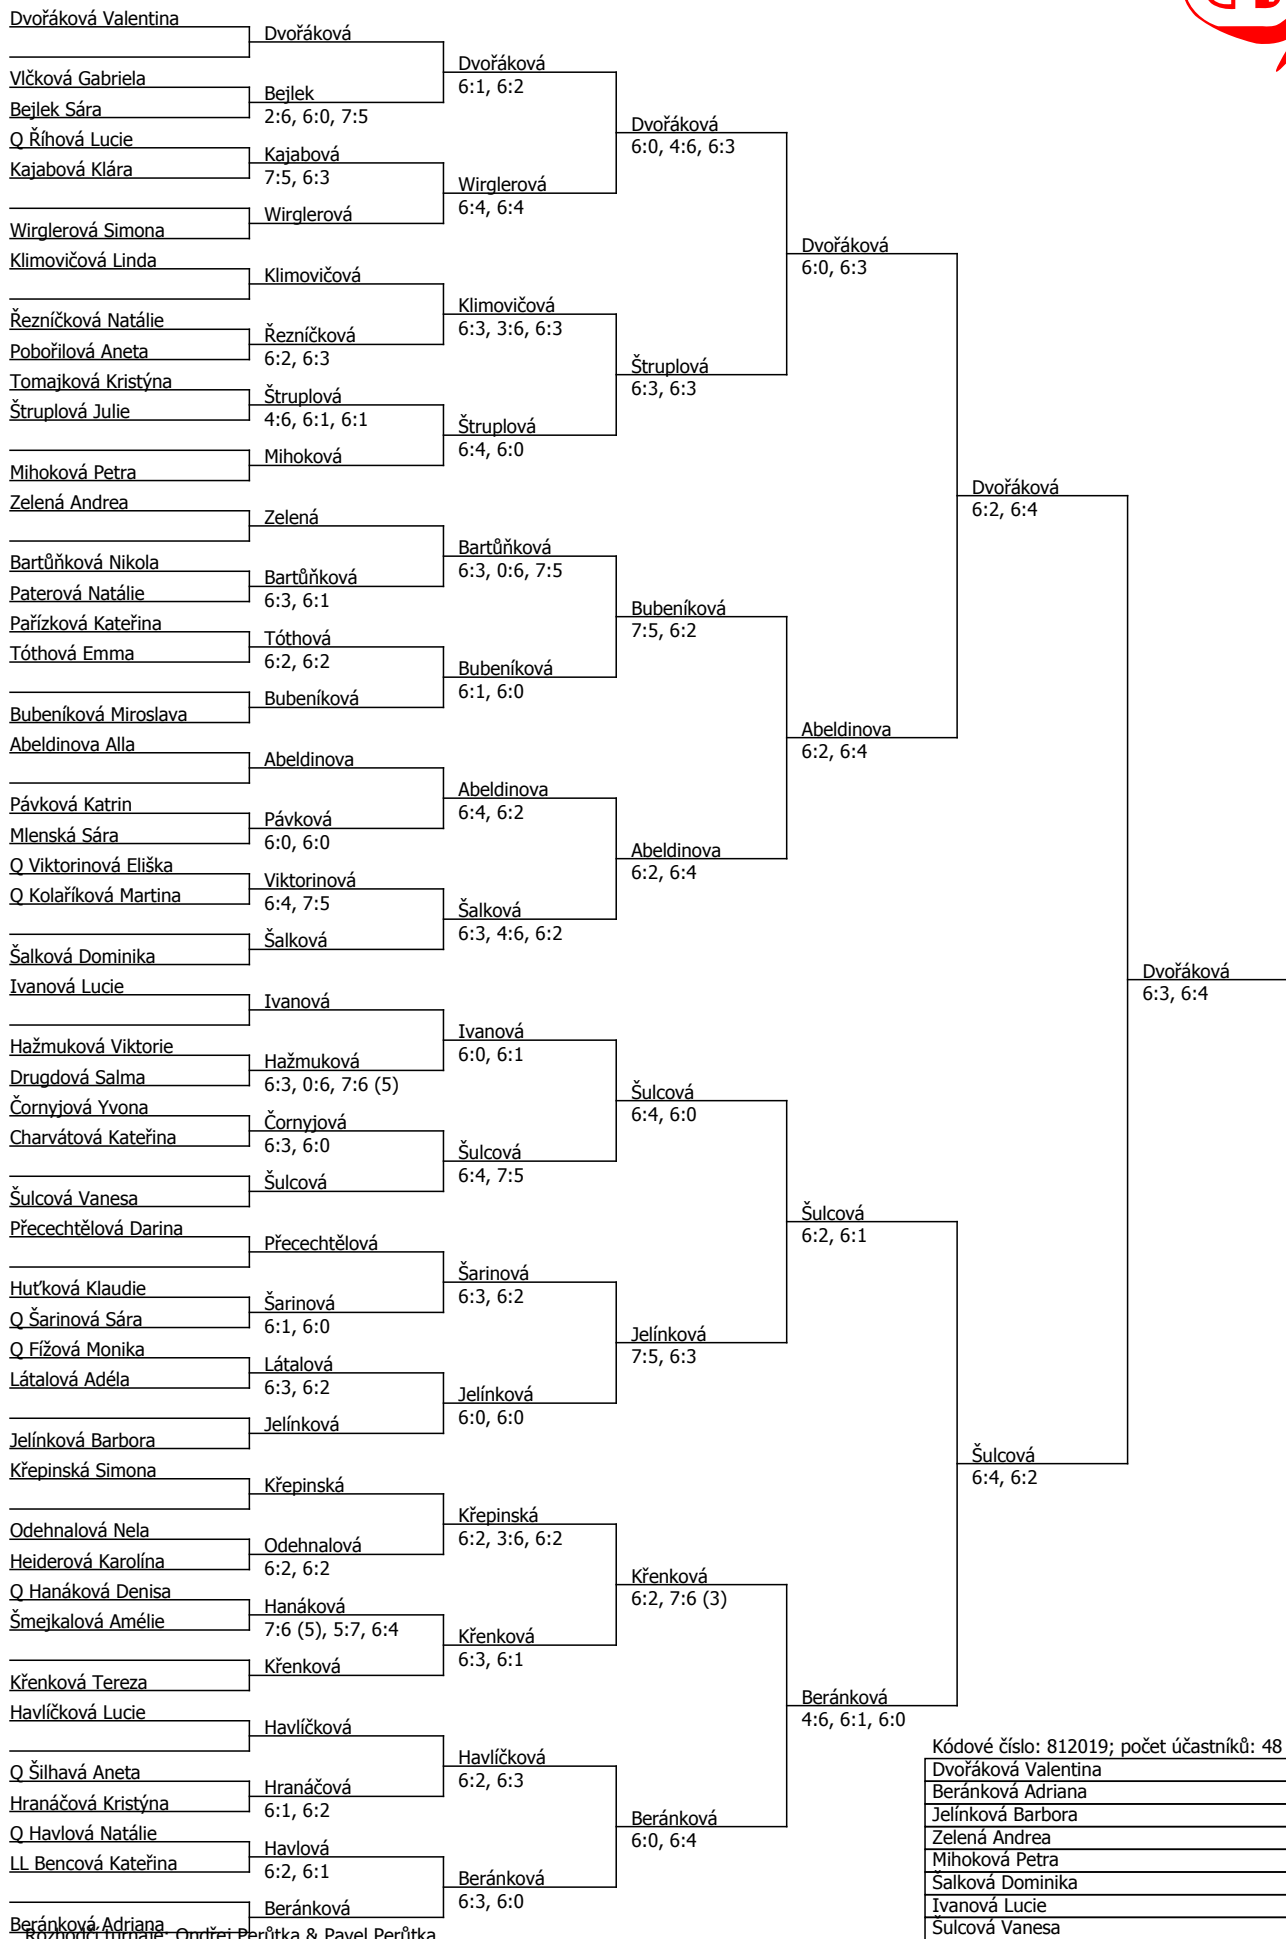 Dvořáková Valentina
Vlčková Gabriela
Bejlek Sára
Q Říhová Lucie
Kajabová Klára
Wirglerová Simona
Klimovičová Linda
Řezníčková Natálie
Pobořilová Aneta
Tomajková Kristýna
Štruplová Julie
Mihoková Petra
Zelená Andrea
Bartůňková Nikola
Paterová Natálie
Pařízková Kateřina
Tóthová Emma
Bubeníková Miroslava
Abeldinova Alla
Pávková Katrin
Mlenská Sára
Q Viktorinová Eliška
Q Kolaříková Martina
Šalková Dominika
Ivanová Lucie
Hažmuková Viktorie
Drugdová Salma
Čornyjová Yvona
Charvátová Kateřina
Šulcová Vanesa
Přecechtělová Darina
Huťková Klaudie
Q Šarinová Sára
Q Fížová Monika
Látalová Adéla
Jelínková Barbora
Křepinská Simona
Odehnalová Nela
Heiderová Karolína
Q Hanáková Denisa
Šmejkalová Amélie
Křenková Tereza
Havlíčková Lucie
Q Šilhavá Aneta
Hranáčová Kristýna
Q Havlová Natálie
LL Bencová Kateřina
Beránková Adriana
Rozhodčí turnaje: Ondřej Perůtka & Pavel Perůtka
Dvořáková
Bejlek
2:6, 6:0, 7:5
Kajabová
7:5, 6:3
Wirglerová
Klimovičová
Řezníčková
6:2, 6:3
Štruplová
4:6, 6:1, 6:1
Mihoková
Zelená
Bartůňková
6:3, 6:1
Tóthová
6:2, 6:2
Bubeníková
Abeldinova
Pávková
6:0, 6:0
Viktorinová
6:4, 7:5
Šalková
Ivanová
Hažmuková
6:3, 0:6, 7:6 (5)
Čornyjová
6:3, 6:0
Šulcová
Přecechtělová
Šarinová
6:1, 6:0
Látalová
6:3, 6:2
Jelínková
Křepinská
Odehnalová
6:2, 6:2
Hanáková
7:6 (5), 5:7, 6:4
Křenková
Havlíčková
Hranáčová
6:1, 6:2
Havlová
6:2, 6:1
Beránková
Dvořáková
6:1, 6:2
Wirglerová
6:4, 6:4
Klimovičová
6:3, 3:6, 6:3
Štruplová
6:4, 6:0
Bartůňková
6:3, 0:6, 7:5
Bubeníková
6:1, 6:0
Abeldinova
6:4, 6:2
Šalková
6:3, 4:6, 6:2
Ivanová
6:0, 6:1
Šulcová
6:4, 7:5
Šarinová
6:3, 6:2
Jelínková
6:0, 6:0
Křepinská
6:2, 3:6, 6:2
Křenková
6:3, 6:1
Havlíčková
6:2, 6:3
Beránková
6:3, 6:0
Dvořáková
6:0, 4:6, 6:3
Štruplová
6:3, 6:3
Bubeníková
7:5, 6:2
Abeldinova
6:2, 6:4
Šulcová
6:4, 6:0
Jelínková
7:5, 6:3
Křenková
6:2, 7:6 (3)
Beránková
6:0, 6:4
Dvořáková
6:0, 6:3
Abeldinova
6:2, 6:4
Šulcová
6:2, 6:1
Beránková
4:6, 6:1, 6:0
Dvořáková
6:2, 6:4
Šulcová
6:4, 6:2
Dvořáková
6:3, 6:4
Kódové číslo: 812019; počet účastníků: 48
Dvořáková Valentina
Beránková Adriana
Jelínková Barbora
Zelená Andrea
Mihoková Petra
Šalková Dominika
Ivanová Lucie
Šulcová Vanesa